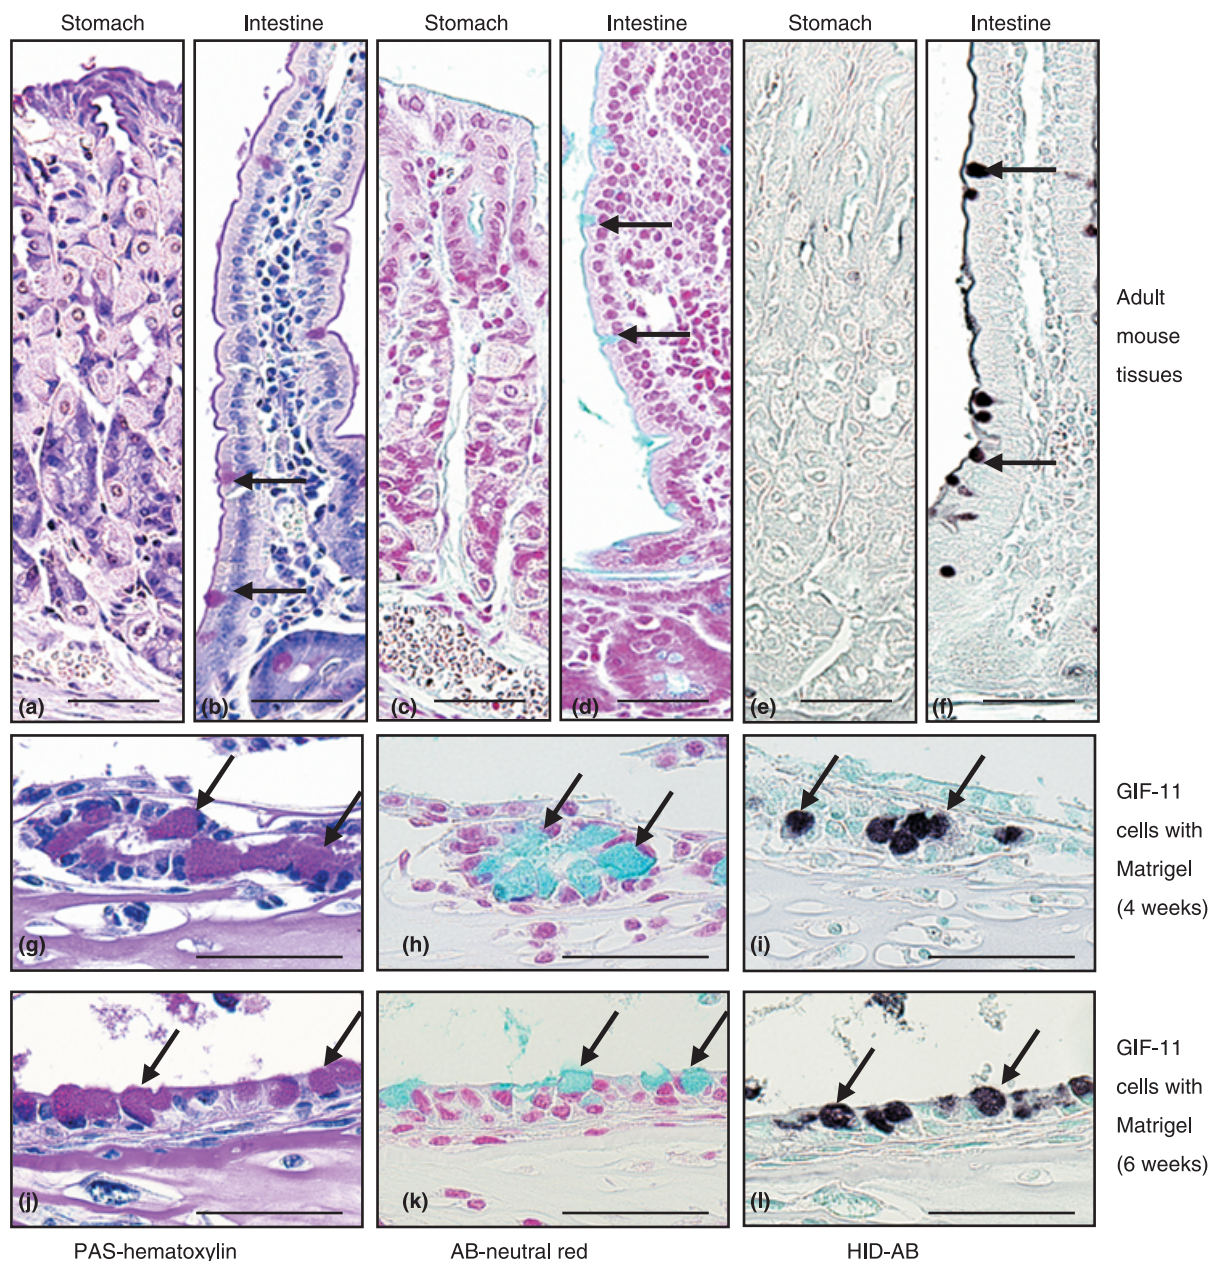 Stomach Intestine Stomach Intestine Stomach Intestine
(a) (b) (c) (d) (e) (f)
Adult
mouse
tissues
(g) (h) (i)
GIF-11
cells with
Matrigel
(4 weeks)
(j) (k) (l)
GIF-11
cells with
Matrigel
(6 weeks)
PAS-hematoxylin AB-neutral red HID-AB